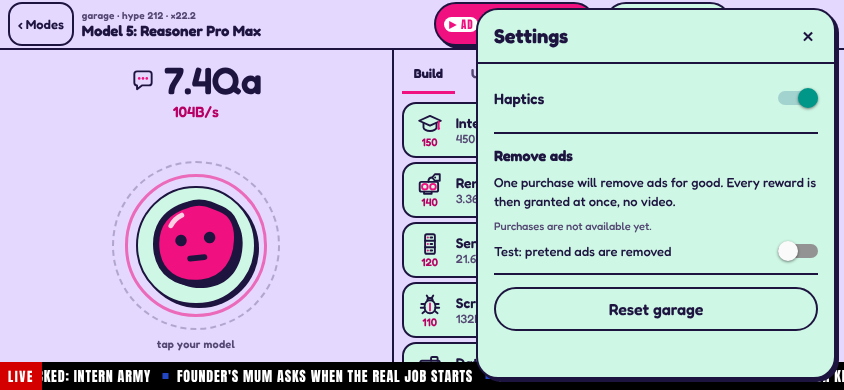 ‹ Modes
garage · hype 212 · x22.2
Model 5: Reasoner Pro Max
AD
7.4Qa
104B/s
tap your model
Build
150
450
140
3.36
120
21.6
110
Settings
×
Haptics
Remove ads
One purchase will remove ads for good. Every reward is
then granted at once, no video.
Purchases are not available yet.
Test: pretend ads are removed
Reset garage
LIVE
CKED: INTERN ARMY ▪ FOUNDER'S MUM ASKS WHEN THE REAL JOB STARTS